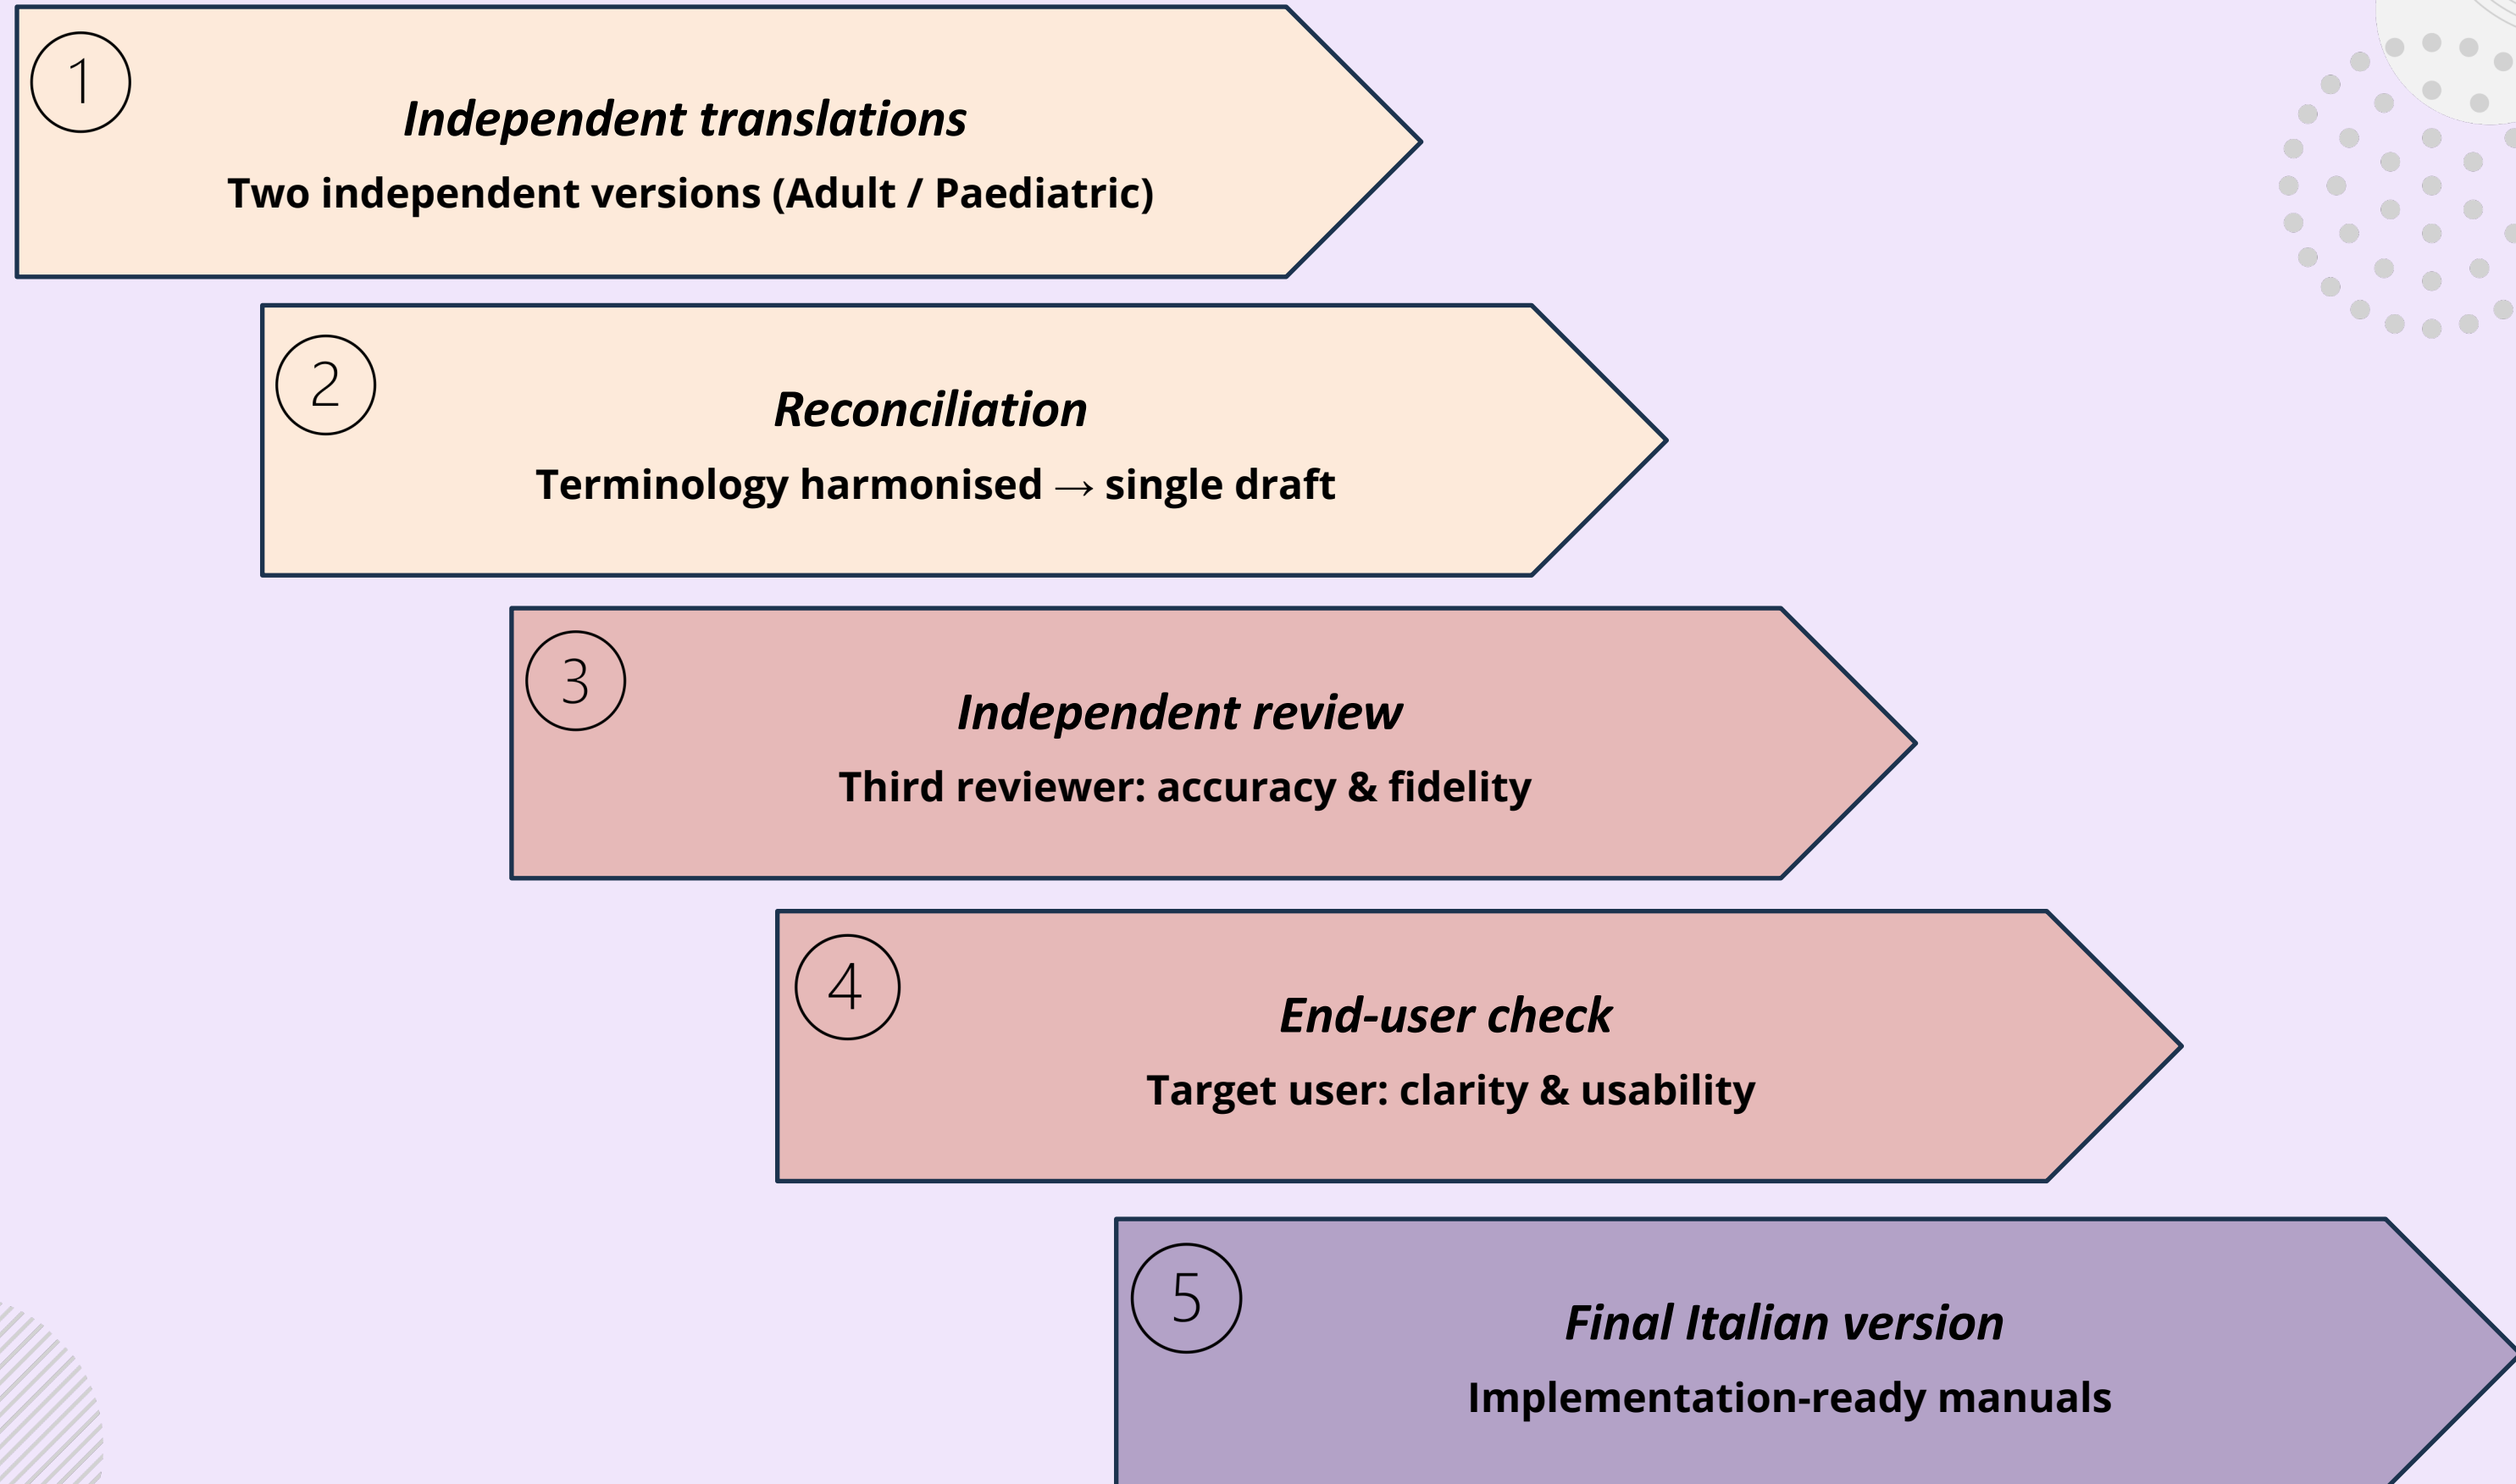 1
Independent translations
Two independent versions (Adult / Paediatric)
2
Reconciliation
Terminology harmonised → single draft
3
Independent review
Third reviewer: accuracy & fidelity
4
End-user check
Target user: clarity & usability
5
Final Italian version
Implementation-ready manuals